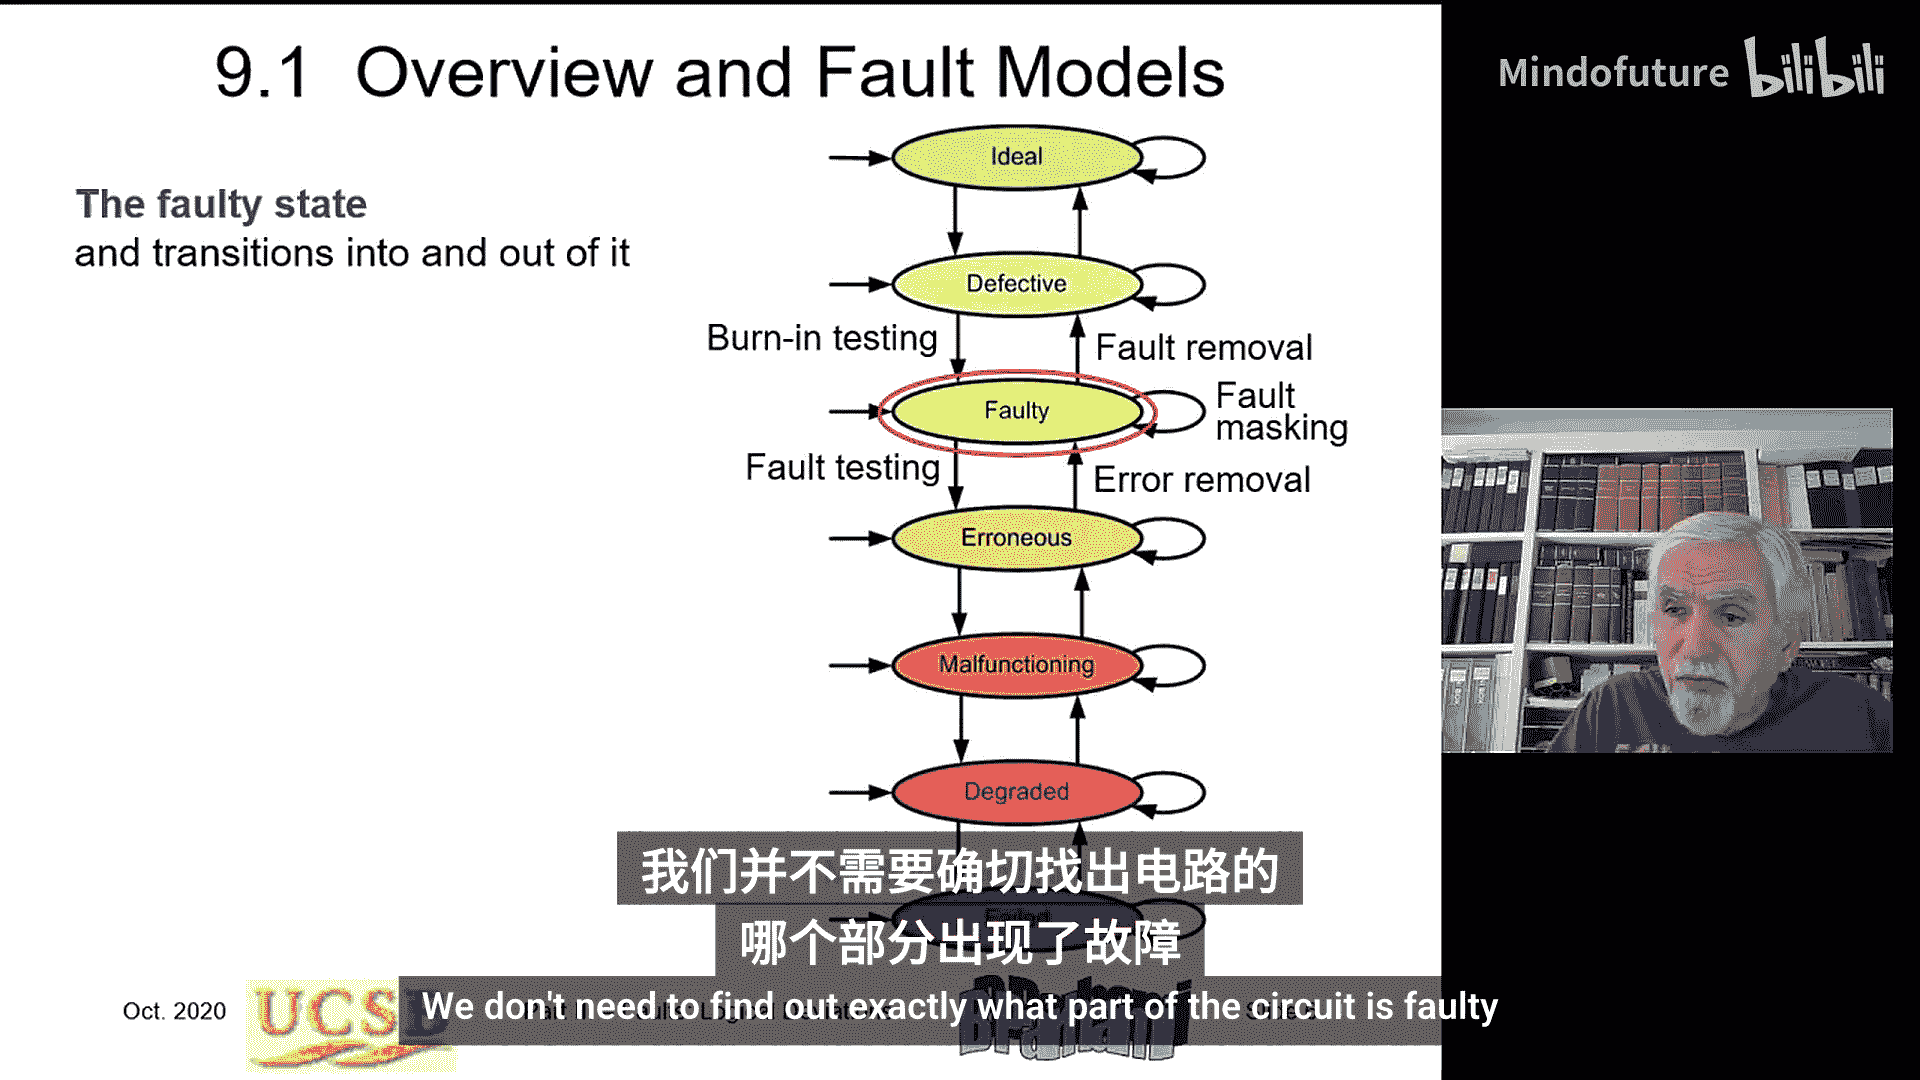 9.1 Overview and Fault Models
Mindofuture bilibili
The faulty state
and transitions into and out of it
Ideal
Defective
Burn-in testing
Fault removal
Faulty
Fault
masking
Fault testing
Error removal
Erroneous
Malfunctioning
Degraded
我们并不需要确切找出电路的
哪个部分出现了故障
We don't need to find out exactly what part of the circuit is faulty
Oct. 2020
UCSB
B. Parhami